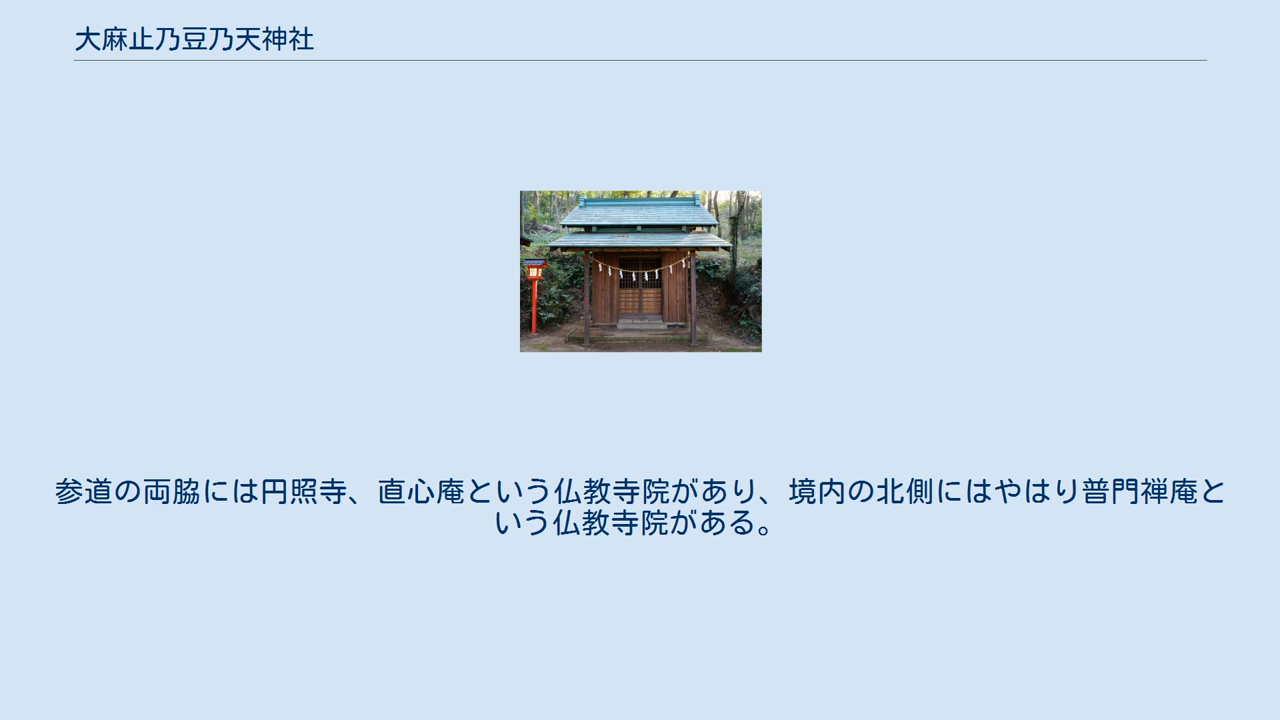 大麻止乃豆乃天神社
参道の両脇には円照寺、直心庵という仏教寺院があり、境内の北側にはやはり普門禅庵と
いう仏教寺院がある。